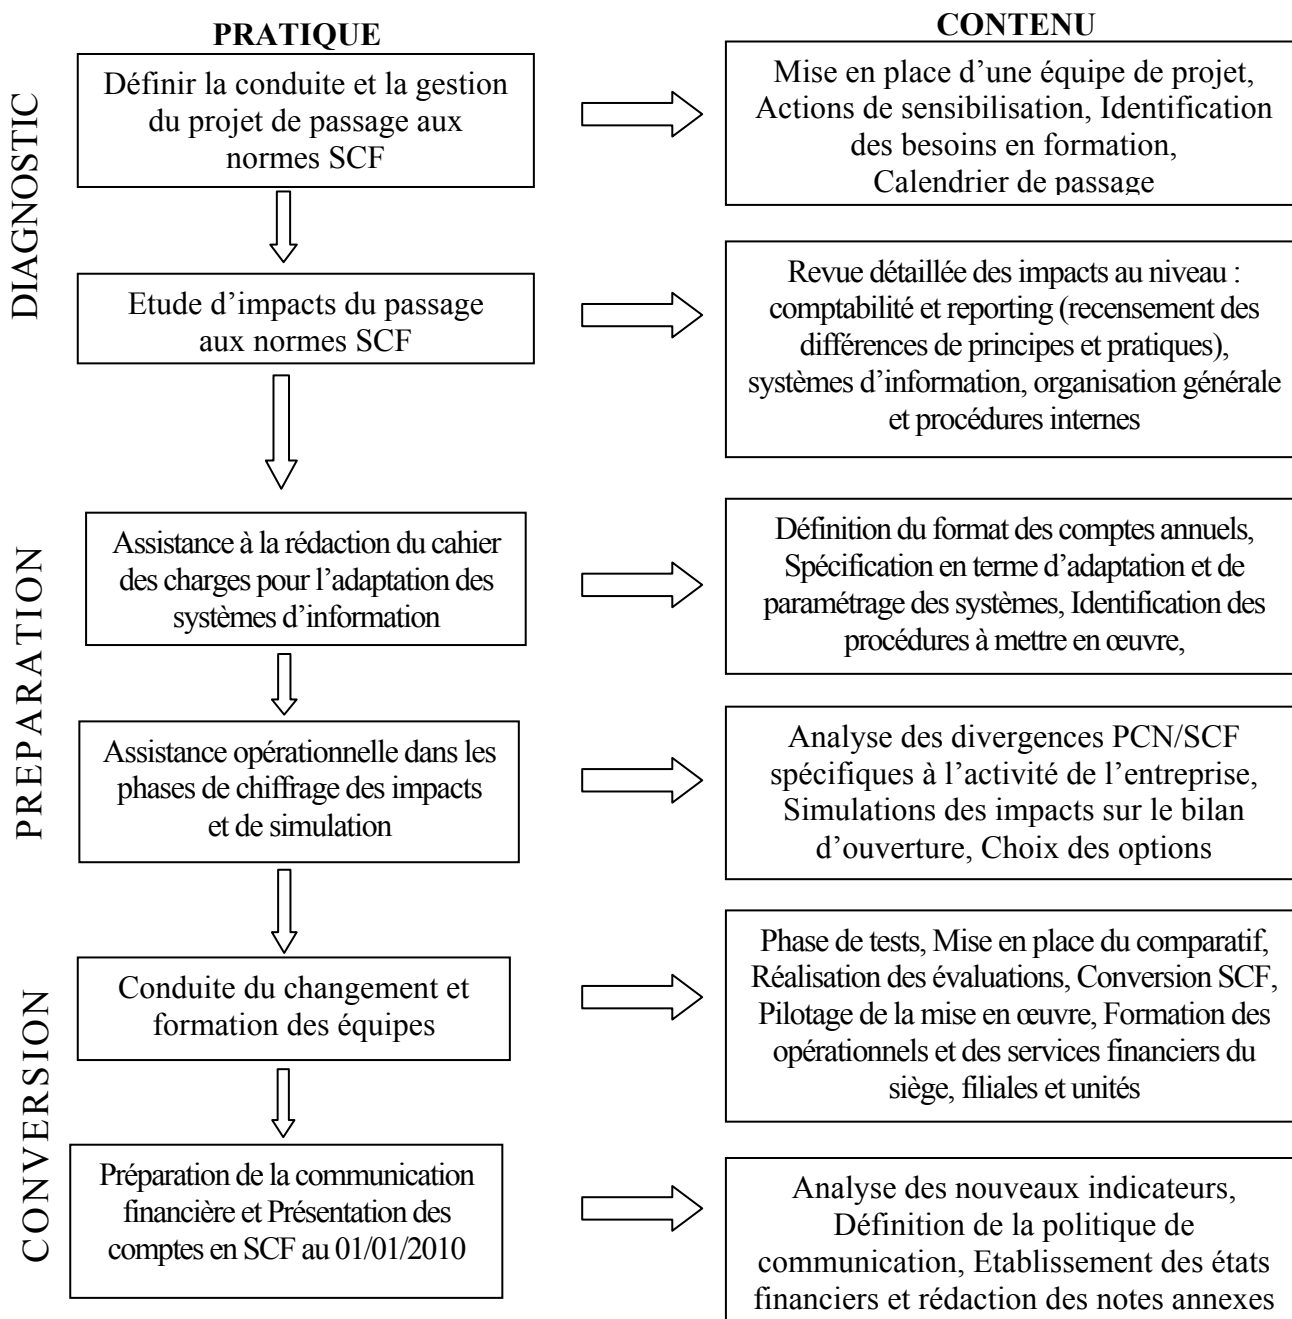 PRATIQUE
CONTENU
DIAGNOSTIC
Définir la conduite et la gestion
du projet de passage aux
normes SCF
Mise en place d’une équipe de projet,
Actions de sensibilisation, Identification
des besoins en formation,
Calendrier de passage
Etude d’impacts du passage
aux normes SCF
Revue détaillée des impacts au niveau :
comptabilité et reporting (recensement des
différences de principes et pratiques),
systèmes d’information, organisation générale
et procédures internes
PREPARATION
Assistance à la rédaction du cahier
des charges pour l’adaptation des
systèmes d’information
Définition du format des comptes annuels,
Spécification en terme d’adaptation et de
paramétrage des systèmes, Identification des
procédures à mettre en œuvre,
Assistance opérationnelle dans les
phases de chiffrage des impacts
et de simulation
Analyse des divergences PCN/SCF
spécifiques à l’activité de l’entreprise,
Simulations des impacts sur le bilan
d’ouverture, Choix des options
CONVERSION
Conduite du changement et
formation des équipes
Phase de tests, Mise en place du comparatif,
Réalisation des évaluations, Conversion SCF,
Pilotage de la mise en œuvre, Formation des
opérationnels et des services financiers du
siège, filiales et unités
Préparation de la communication
financière et Présentation des
comptes en SCF au 01/01/2010
Analyse des nouveaux indicateurs,
Définition de la politique de
communication, Etablissement des états
financiers et rédaction des notes annexes